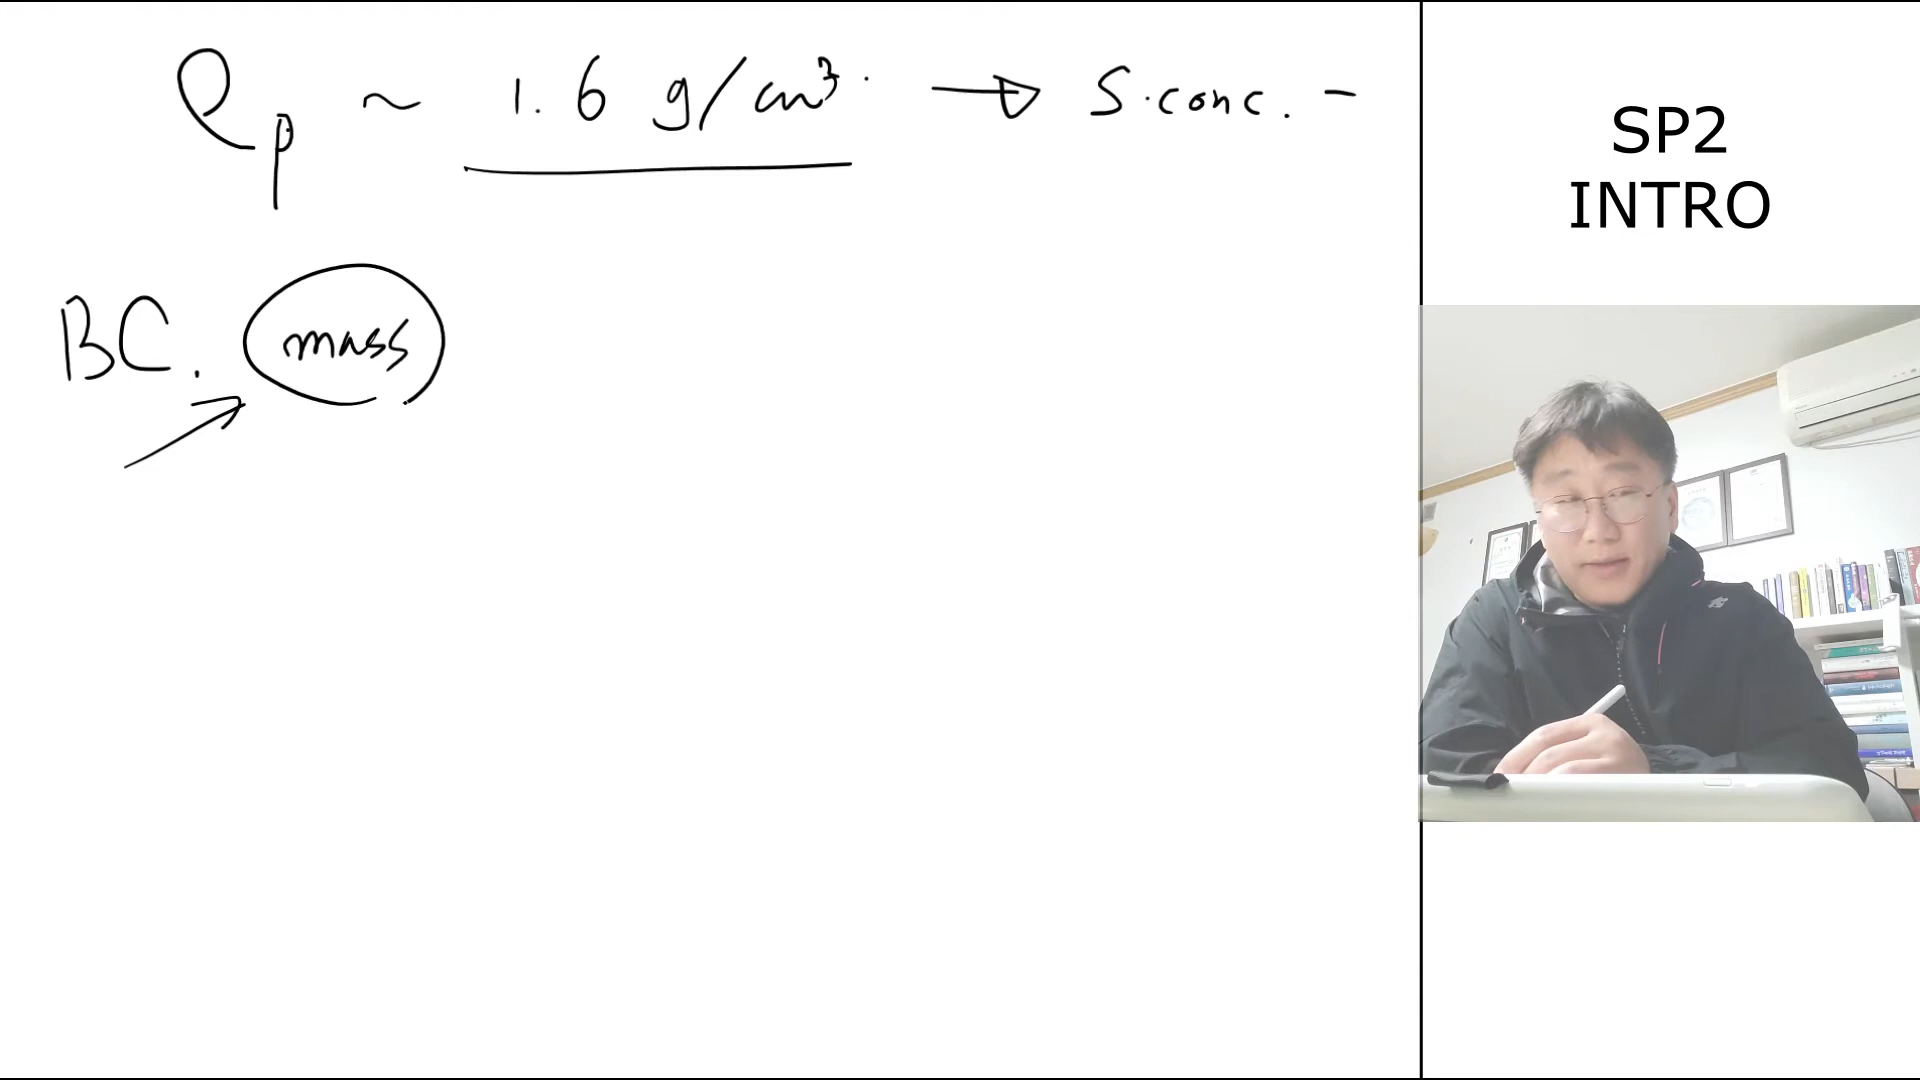 ρp ~ 1.6 g/cm³. → S.conc. -
BC. mass
SP2
INTRO